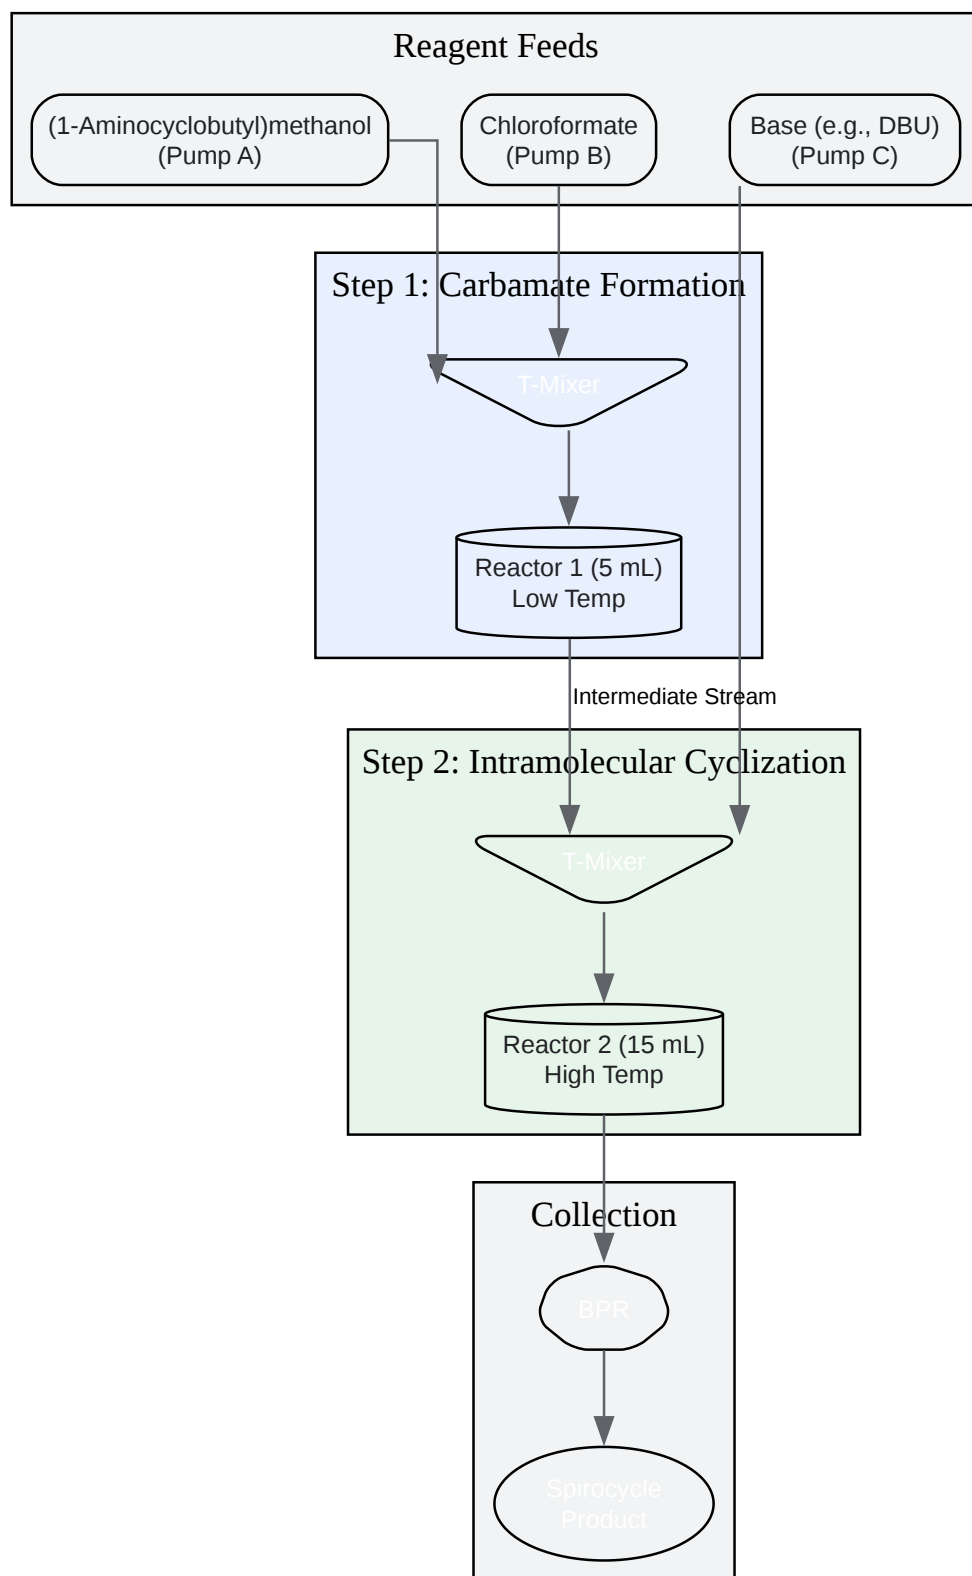 Reagent Feeds
(1-Aminocyclobutyl)methanol
(Pump A)
Chloroformate
(Pump B)
Base (e.g., DBU)
(Pump C)
Step 1: Carbamate Formation
T-Mixer
Reactor 1 (5 mL)
Low Temp
Intermediate Stream
Step 2: Intramolecular Cyclization
T-Mixer
Reactor 2 (15 mL)
High Temp
Collection
BPR
Spirocycle
Product